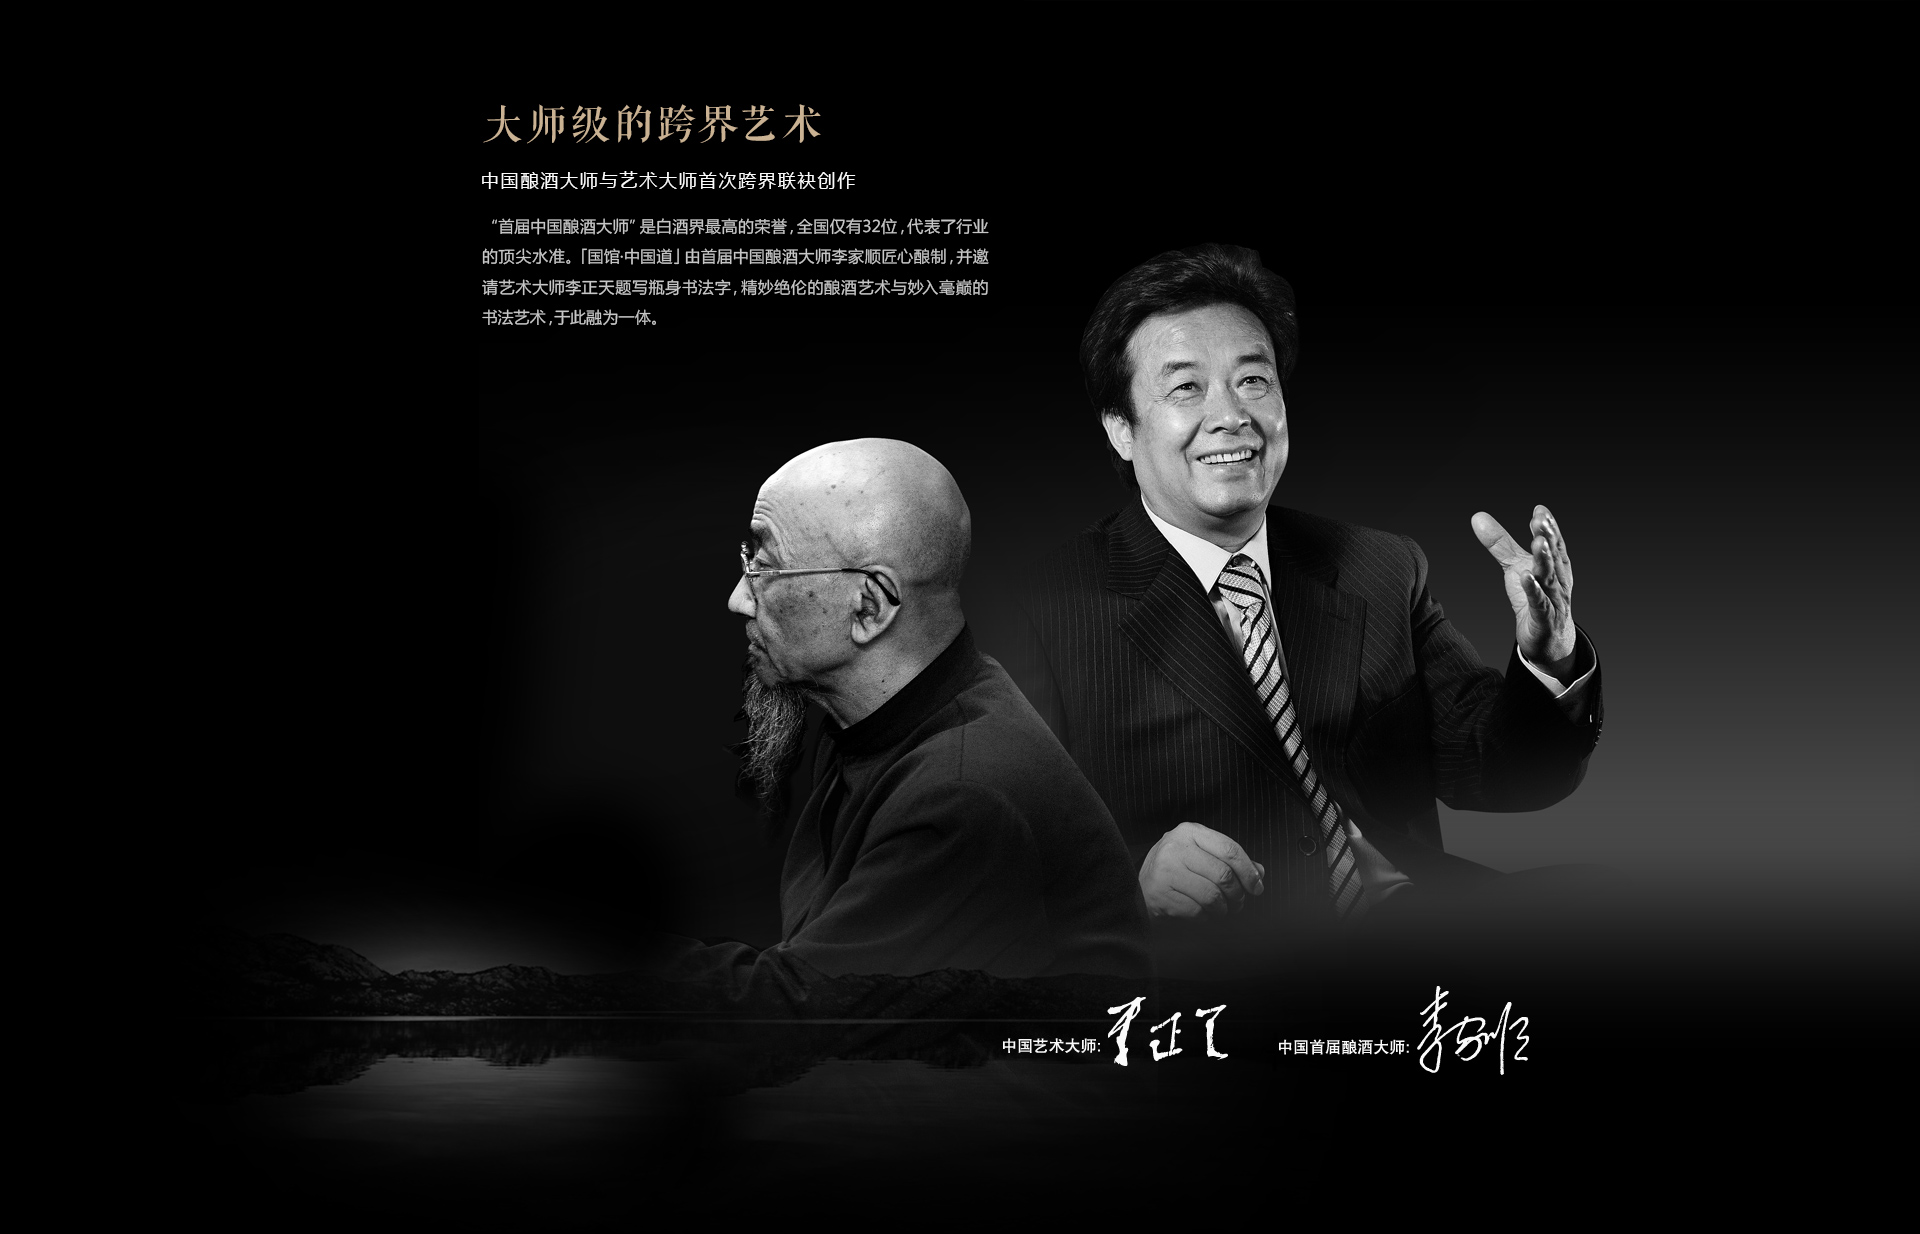 大师级的跨界艺术
中国酿酒大师与艺术大师首次跨界联袂创作
“首届中国酿酒大师”是白酒界最高的荣誉，全国仅有32位，代表了行业
的顶尖水准。「国馆·中国道」由首届中国酿酒大师李家顺匠心酿制，并邀
请艺术大师李正天题写瓶身书法字，精妙绝伦的酿酒艺术与妙入毫巅的
书法艺术，于此融为一体。
中国艺术大师: 李正天
中国首届酿酒大师: 李家顺